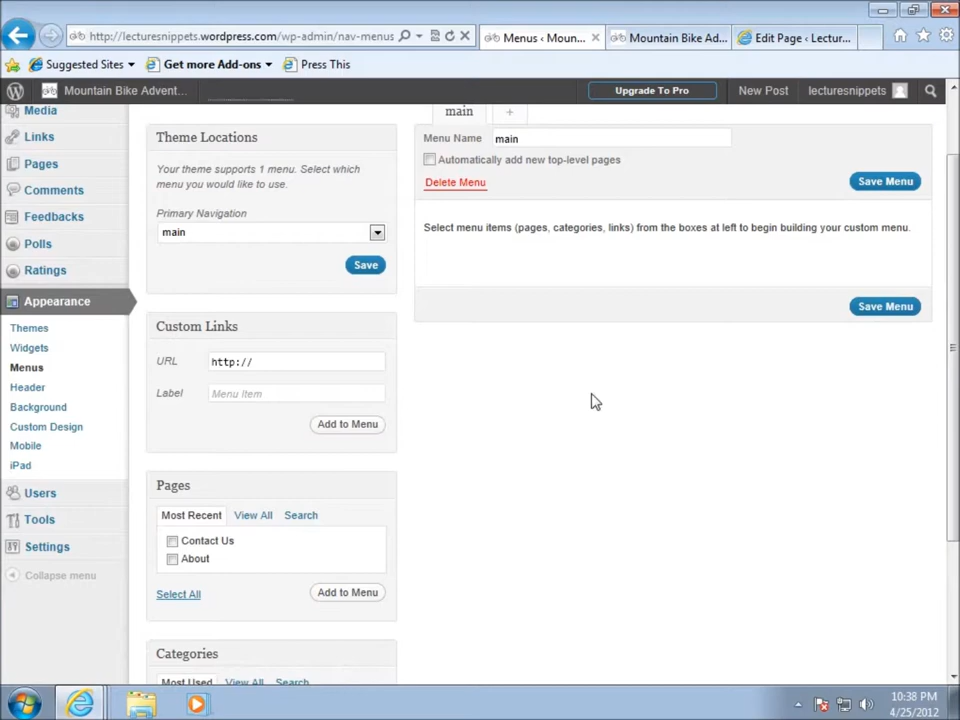 http://lecturesnippets.wordpress.com/wp-admin/nav-menus
Menus ‹ Moun...
Mountain Bike Ad...
Edit Page ‹ Lectur...
Suggested Sites
Get more Add-ons
Press This
Mountain Bike Advent...
Upgrade To Pro
New Post
lecturesnippets
Media
Links
Pages
Comments
Feedbacks
Polls
Ratings
Appearance
Themes
Widgets
Menus
Header
Background
Custom Design
Mobile
iPad
Users
Tools
Settings
Collapse menu
Theme Locations
Your theme supports 1 menu. Select which
menu you would like to use.
Primary Navigation
main
Save
Custom Links
URL http://
Label Menu Item
Add to Menu
Pages
Most Recent View All Search
Contact Us
About
Select All Add to Menu
Categories
Most Used View All Search
main +
Menu Name main
Automatically add new top-level pages
Delete Menu Save Menu
Select menu items (pages, categories, links) from the boxes at left to begin building your custom menu.
Save Menu
10:38 PM
4/25/2012